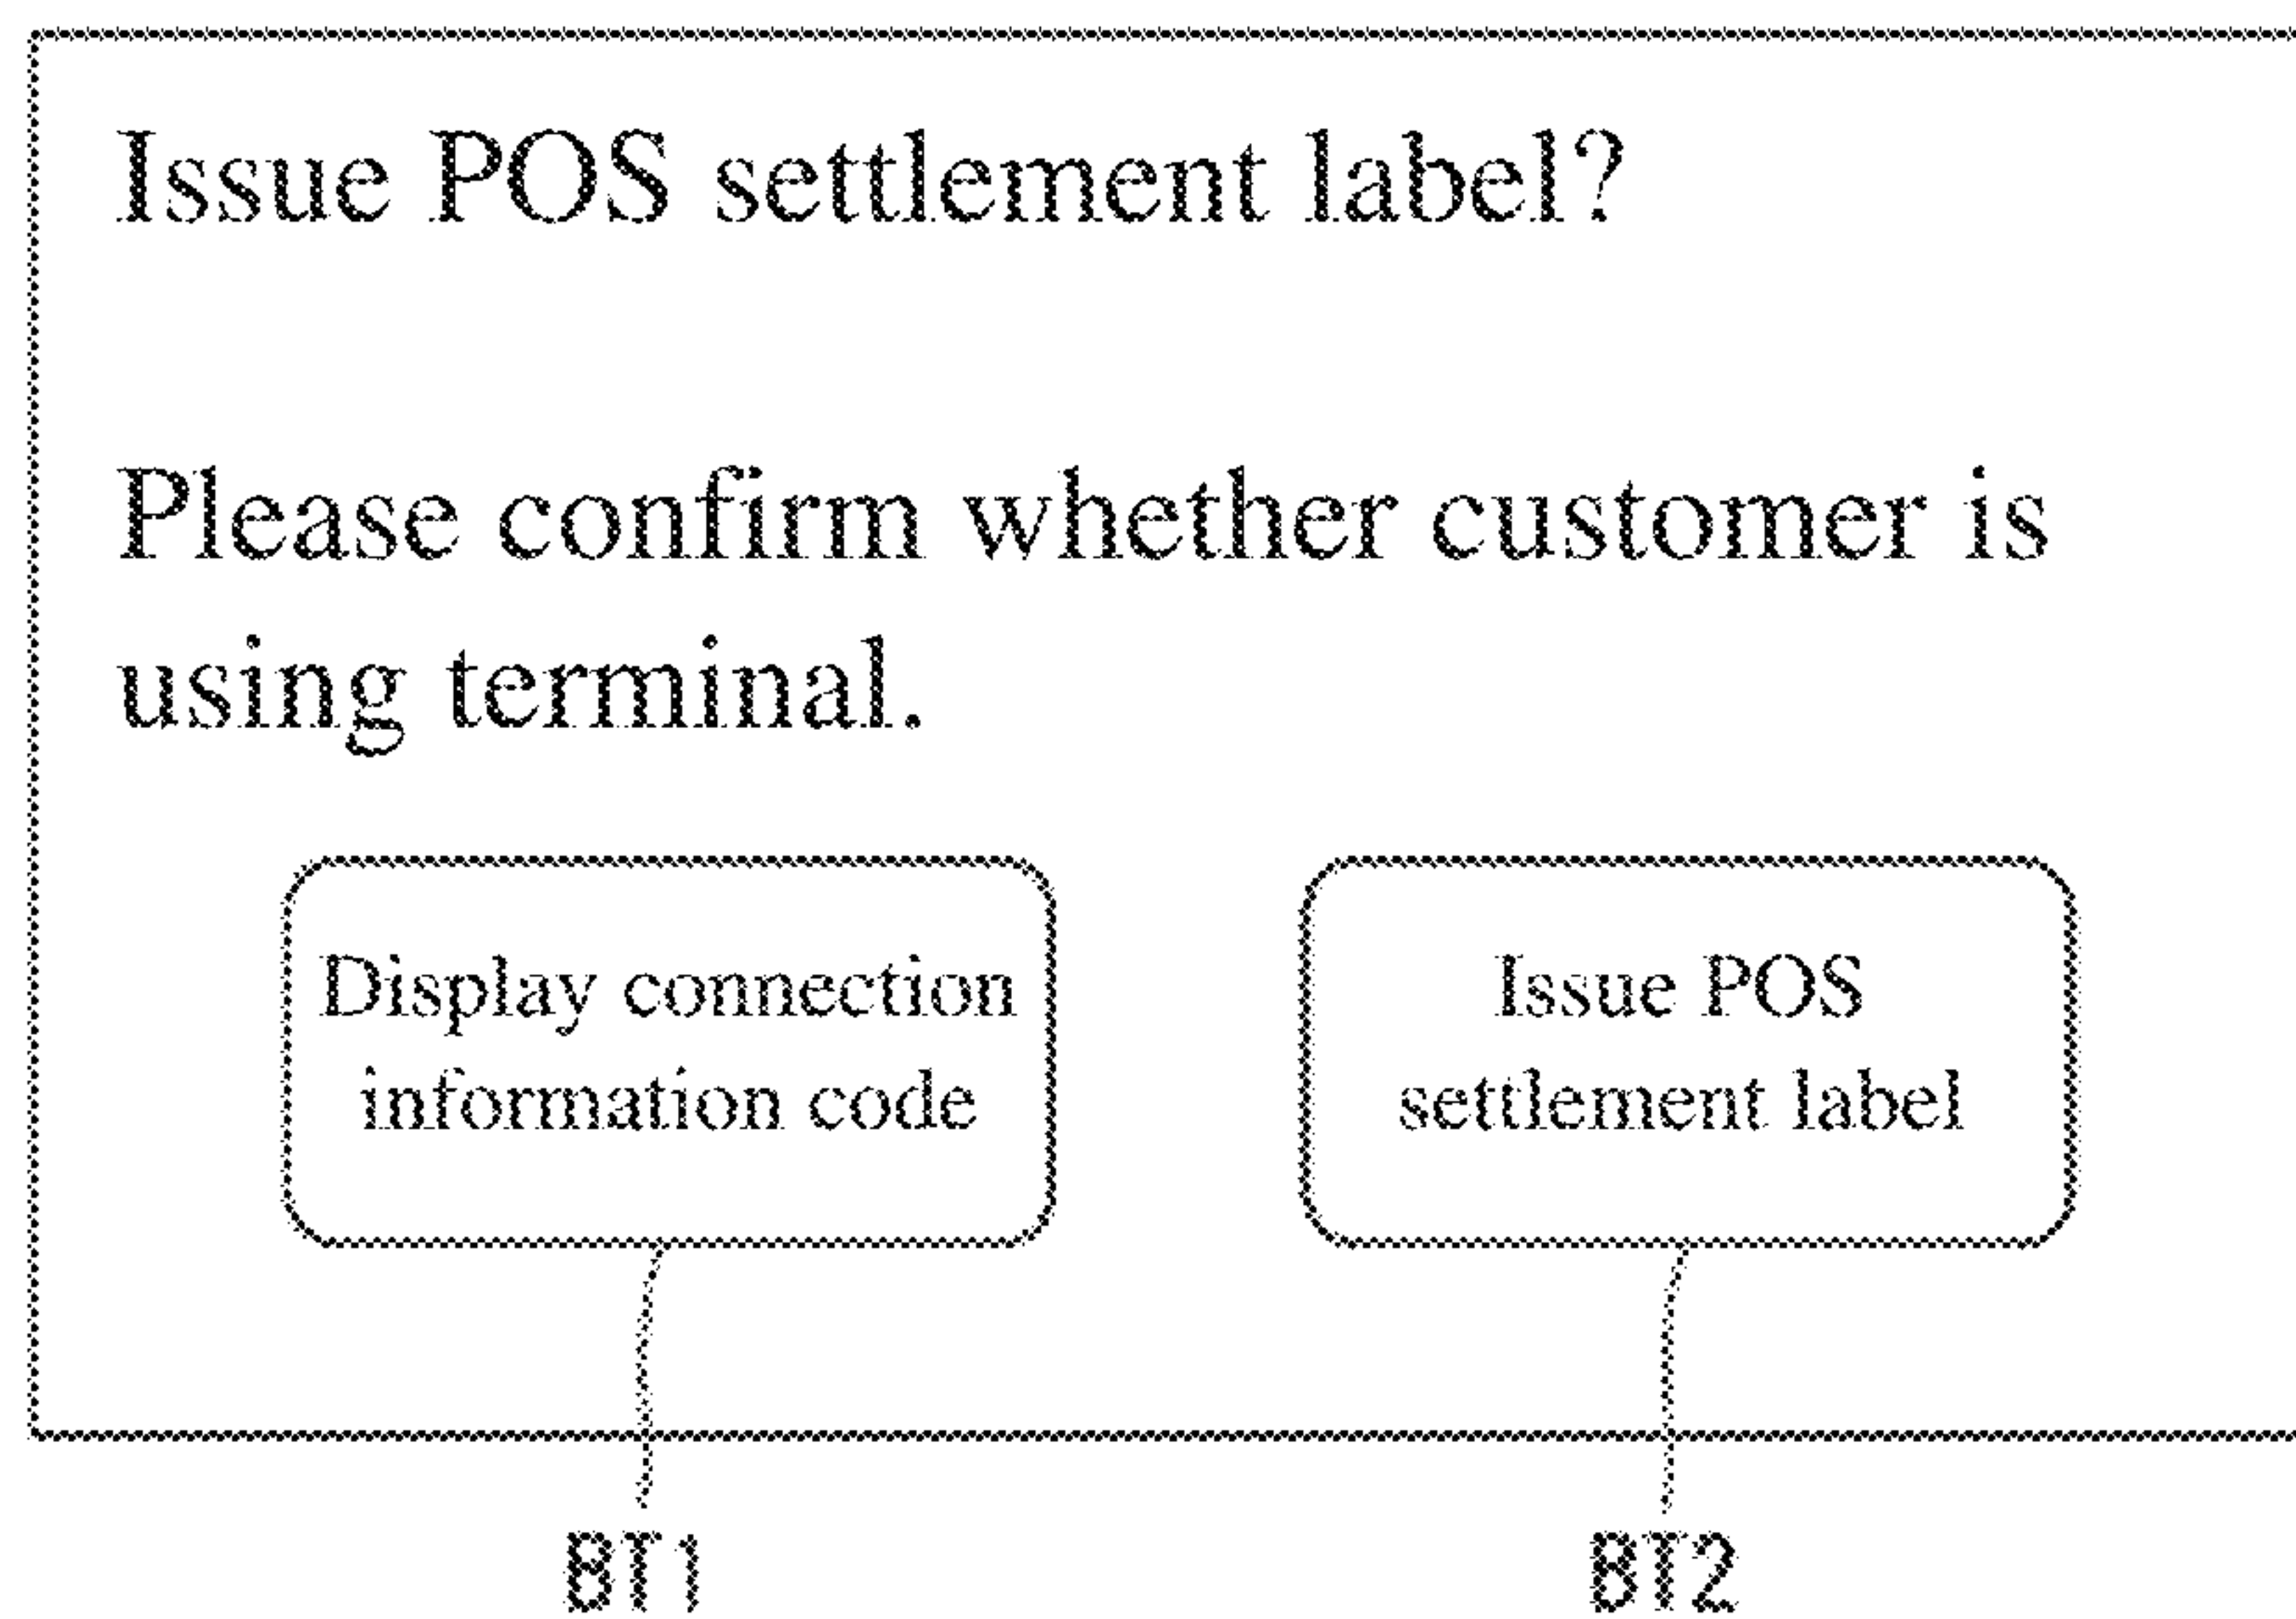 Issue POS settlement label?
Please confirm whether customer is
using terminal.
Display connection
information code
Issue POS
settlement label
BT1
BT2